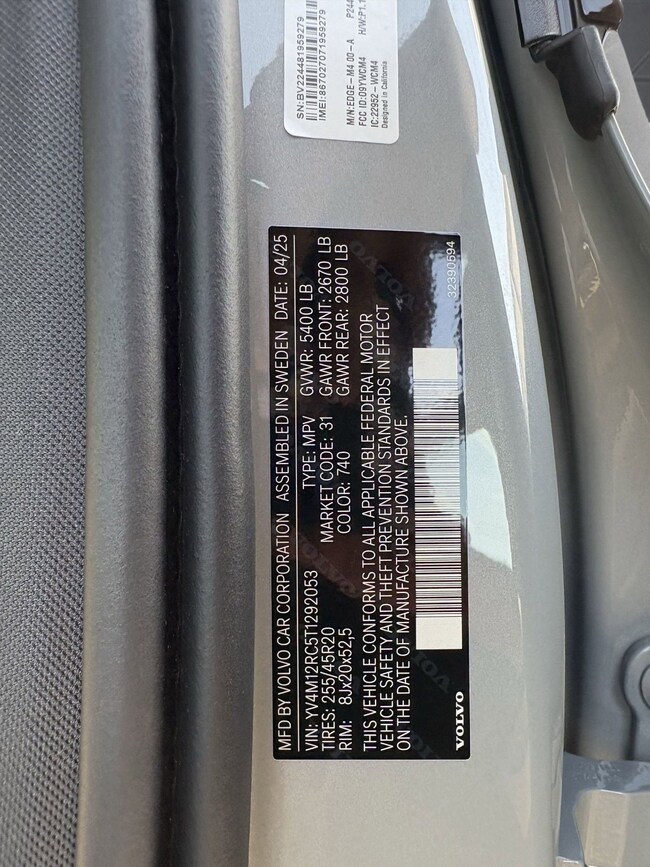 MFD BY VOLVO CAR CORPORATION ASSEMBLED IN SWEDEN DATE: 04/25
VIN: YV4M12RC5T1292053 TYPE: MPV GVWR: 5400 LB
TIRES: 255/45R20 MARKET CODE: 31 GAWR FRONT: 2670 LB
RIM: 8Jx20x52,5 COLOR: 740 GAWR REAR: 2800 LB
THIS VEHICLE CONFORMS TO ALL APPLICABLE FEDERAL MOTOR
VEHICLE SAFETY AND THEFT PREVENTION STANDARDS IN EFFECT
ON THE DATE OF MANUFACTURE SHOWN ABOVE.
VOLVO
32390594
SN:BV224481959279
IMEI:867027071959279
M/N:EDGE-M4.00-A
FCC ID:09YWCM4
IC:22952-WCM4
Designed in California